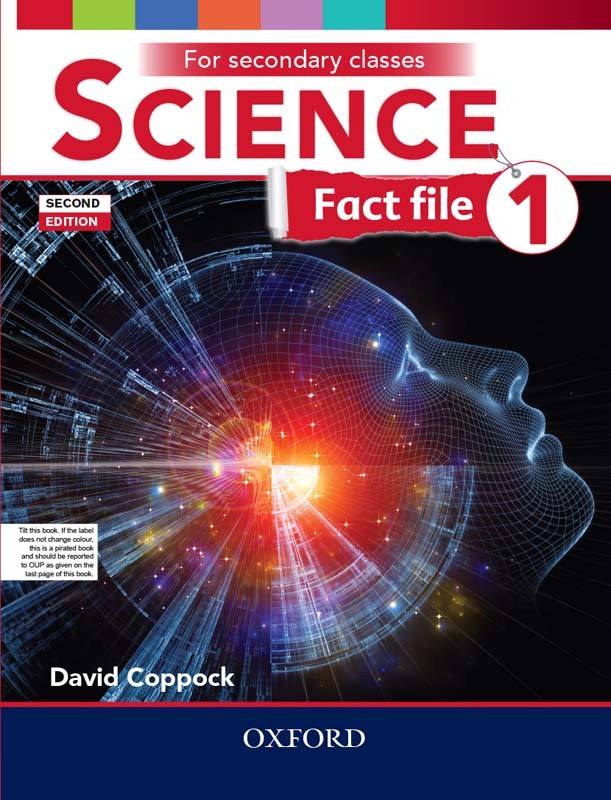 For secondary classes
SCIENCE
Fact file 1
SECOND
EDITION
Tilt this book. If the label
does not change colour,
this is a pirated book
and should be reported
to OUP as given on the
last page of this book.
David Coppock
OXFORD